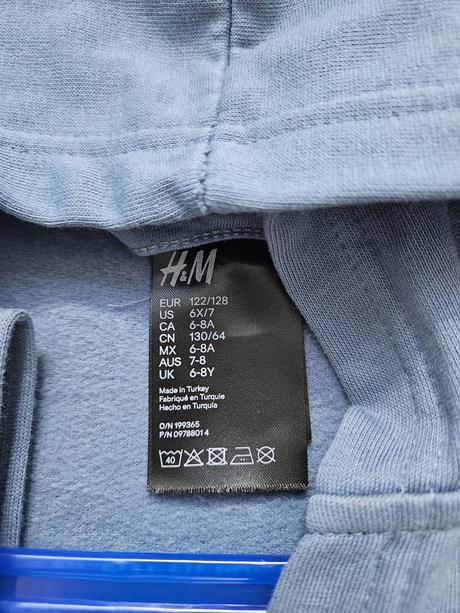 H&M
EUR 122/128
US 6X/7
CA 6-8A
CN 130/64
MX 6-8A
AUS 7-8
UK 6-8Y
Made in Turkey
Fabriqué en Turquie
Hecho en Turquía
O/N 199365
P/N 0978801 4
40